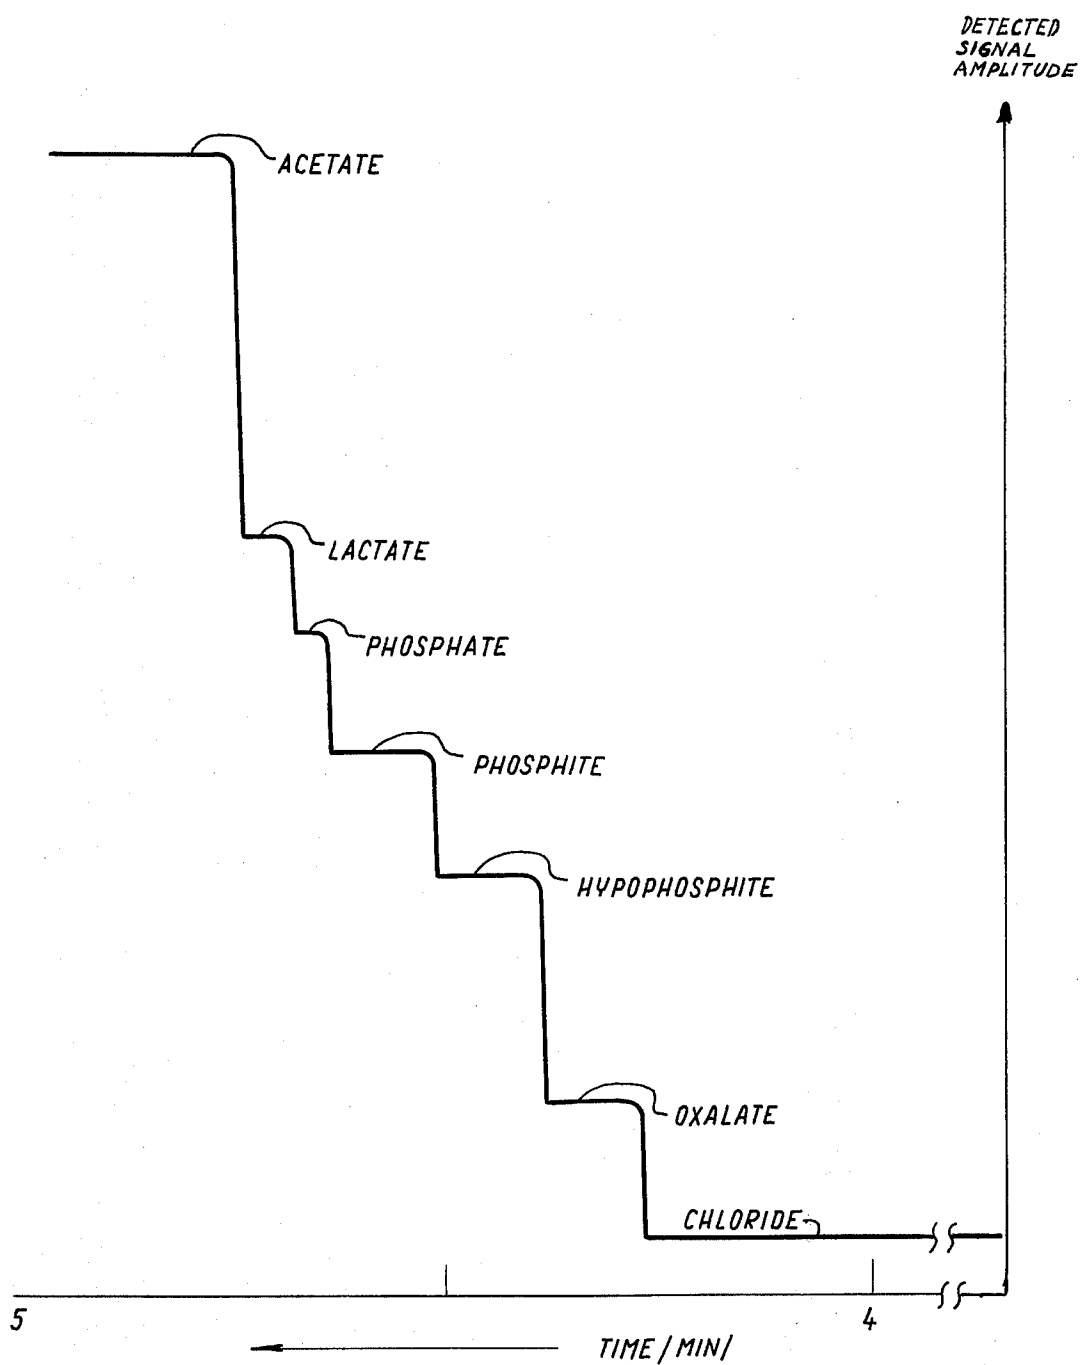 DETECTED
SIGNAL
AMPLITUDE
ACETATE
LACTATE
PHOSPHATE
PHOSPHITE
HYPOPHOSPHITE
OXALATE
CHLORIDE
5
4
TIME /MIN/